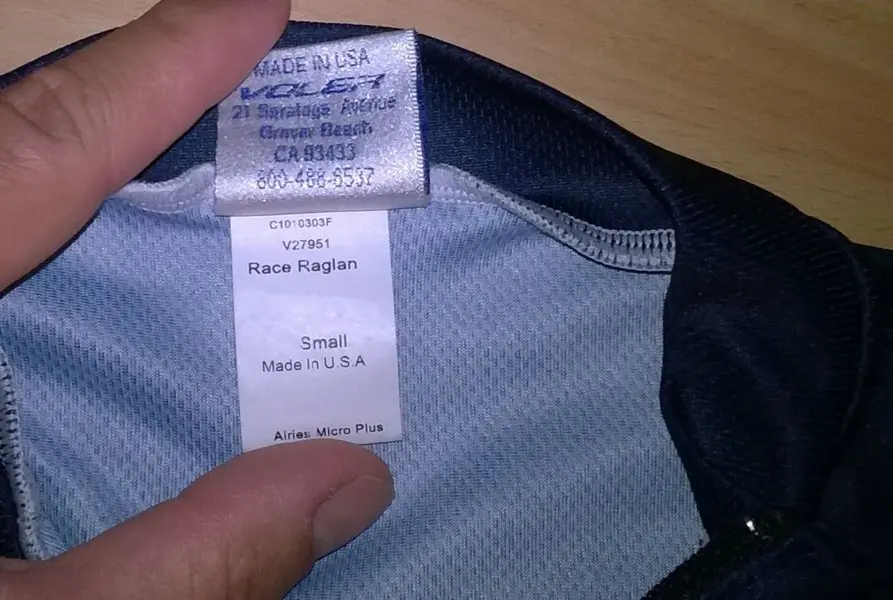 MADE IN USA
VOLER
21 Saratoga Avenue
Grover Beach
CA 93433
800-488-6537
C1010303F
V27951
Race Raglan
Small
Made In U.S.A
Airies Micro Plus